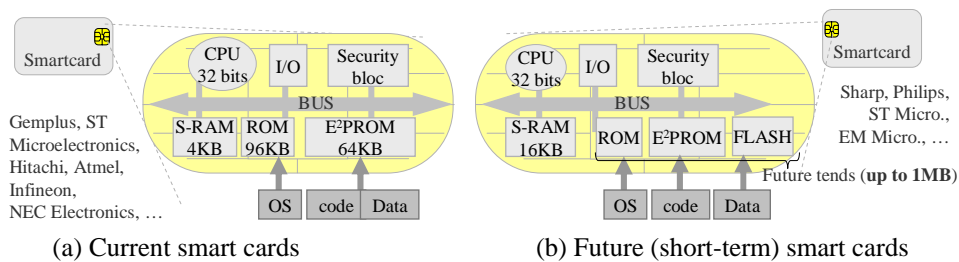 Smartcard
CPU
32 bits
I/O
Security
bloc
BUS
S-RAM
4KB
ROM
96KB
E²PROM
64KB
OS
code
Data
Gemplus, ST
Microelectronics,
Hitachi, Atmel,
Infineon,
NEC Electronics, …
(a) Current smart cards
Smartcard
CPU
32 bits
I/O
Security
bloc
BUS
S-RAM
16KB
ROM
E²PROM
FLASH
Future tends (up to 1MB)
OS
code
Data
Sharp, Philips,
ST Micro.,
EM Micro., …
(b) Future (short-term) smart cards